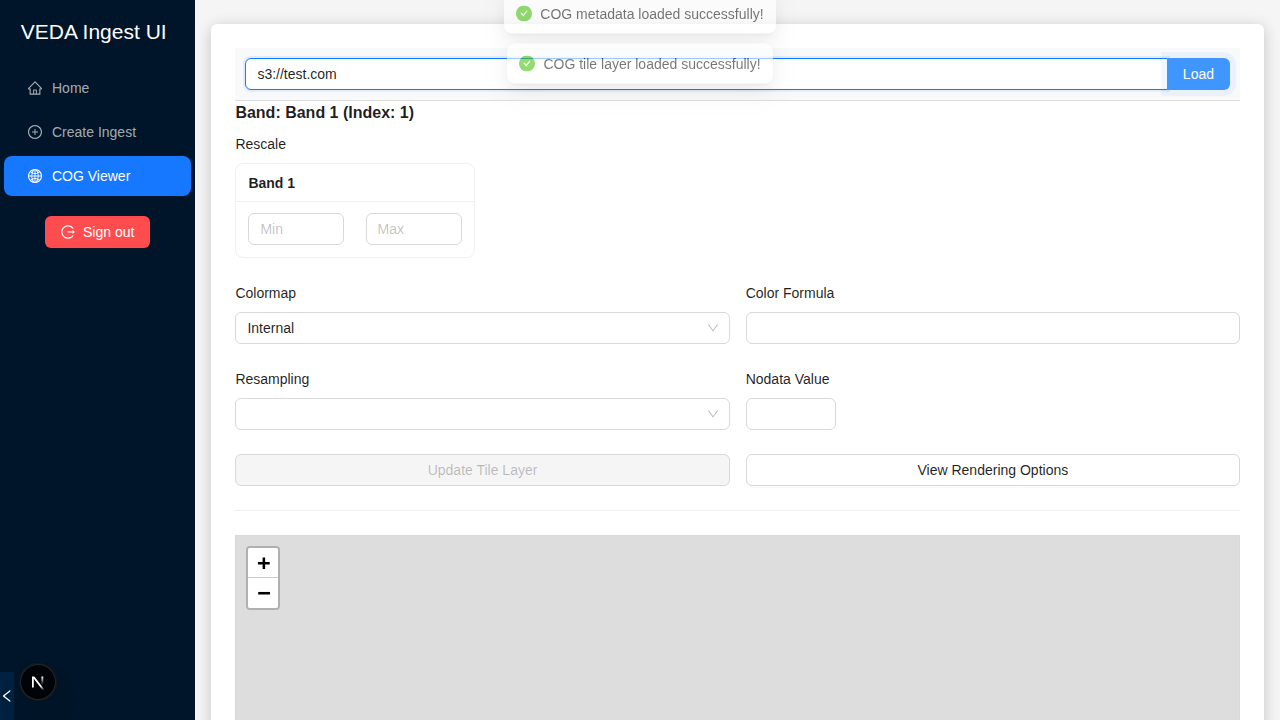 VEDA Ingest UI
Home
Create Ingest
COG Viewer
Sign out
COG metadata loaded successfully!
COG tile layer loaded successfully!
s3://test.com
Load
Band: Band 1 (Index: 1)
Rescale
Band 1
Min
Max
Colormap
Color Formula
Internal
Resampling
Nodata Value
Update Tile Layer
View Rendering Options
+
−
N